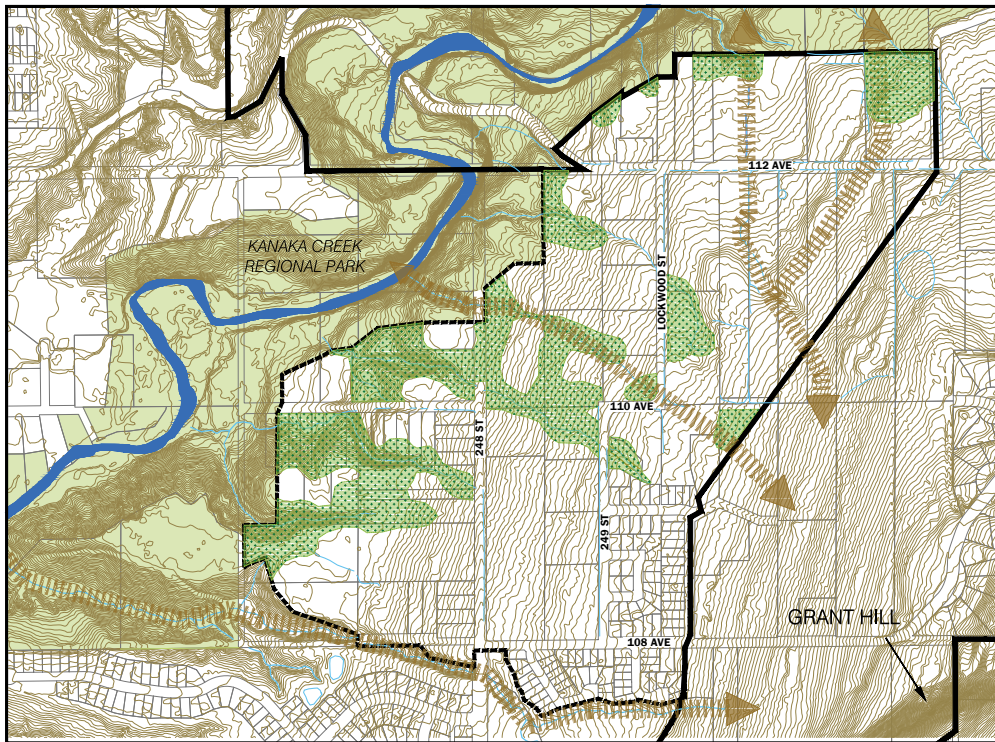 112 AVE
KANAKA CREEK
REGIONAL PARK
LOCKWOOD ST
110 AVE
248 ST
249 ST
GRANT HILL
108 AVE